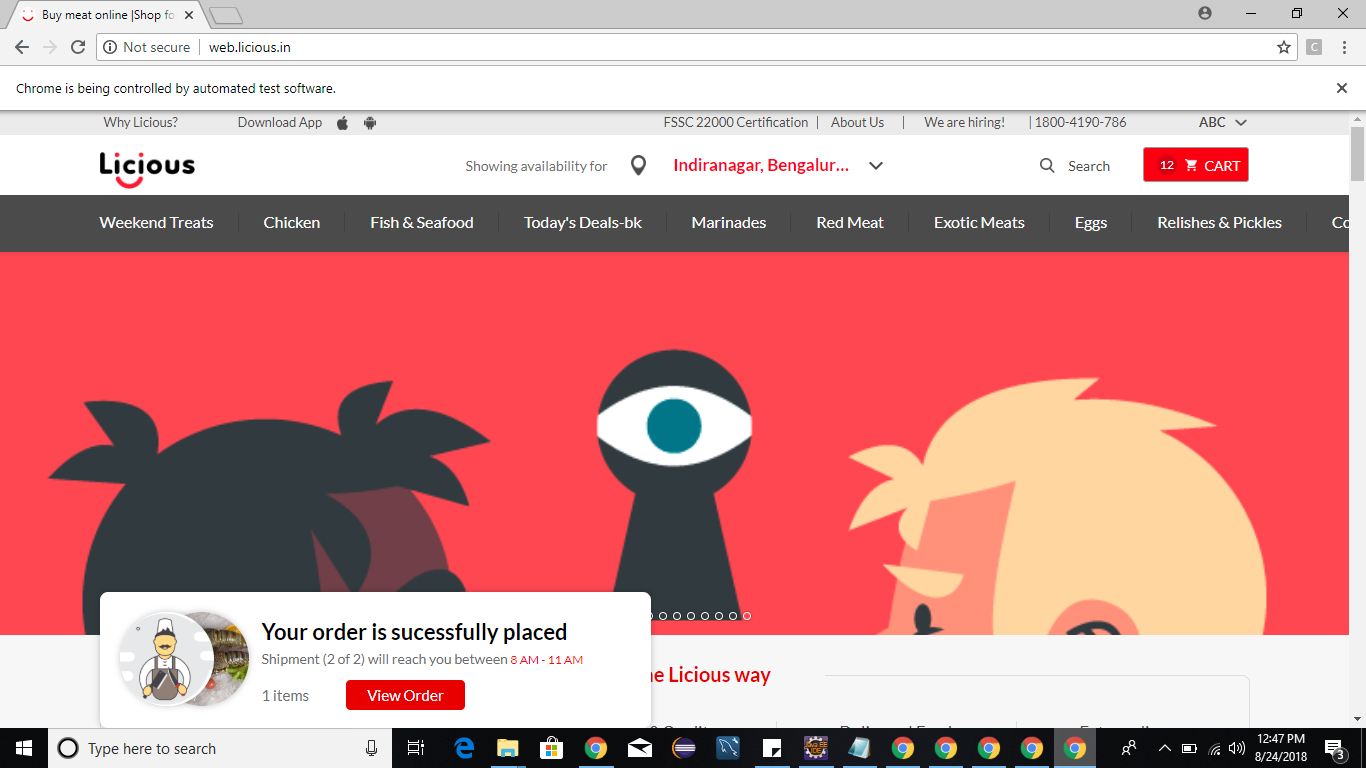 Buy meat online |Shop fo
Not secure
web.licious.in
C
Chrome is being controlled by automated test software.
Why Licious?
Download App
FSSC 22000 Certification |
About Us |
We are hiring!
| 1800-4190-786
ABC
Licious
Showing availability for
Indiranagar, Bengalur...
Search
12 CART
Weekend Treats
Chicken
Fish & Seafood
Today's Deals-bk
Marinades
Red Meat
Exotic Meats
Eggs
Relishes & Pickles
Co
Your order is sucessfully placed
Shipment (2 of 2) will reach you between 8 AM - 11 AM
1 items
View Order
Licious way
Type here to search
12:47 PM
8/24/2018
3